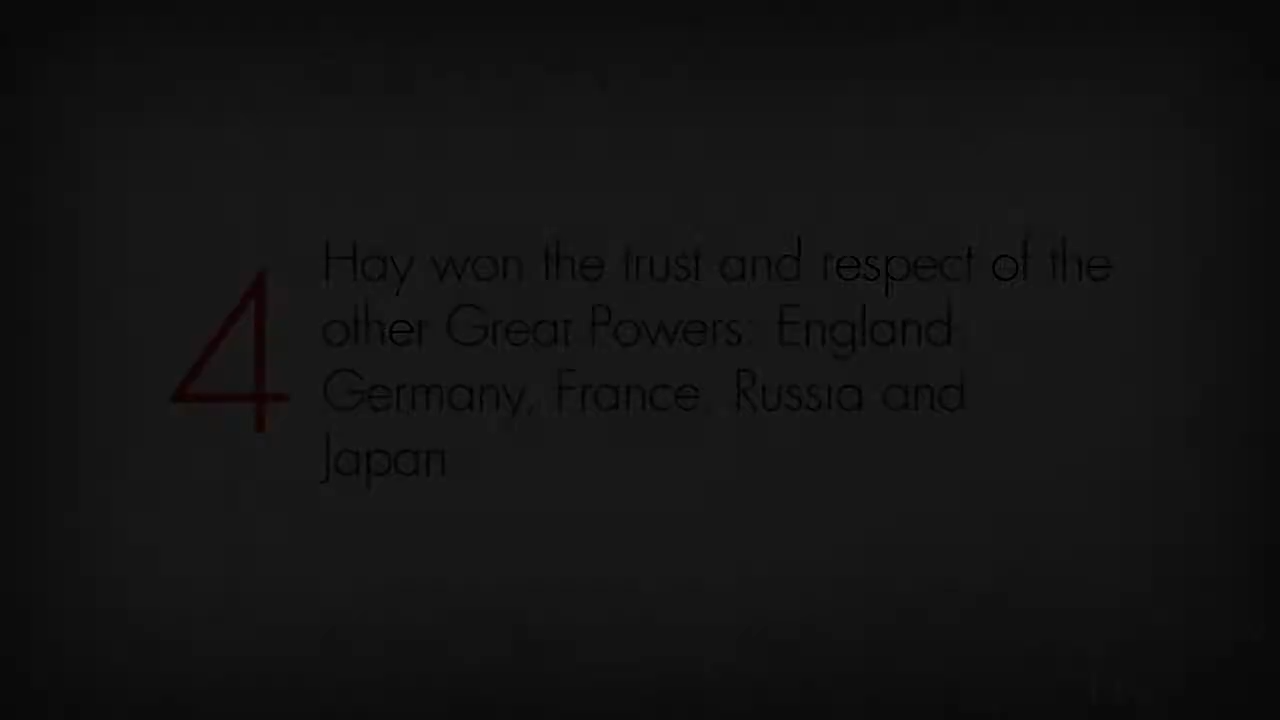 4
Hay won the trust and respect of the
other Great Powers: England
Germany, France, Russia and
Japan